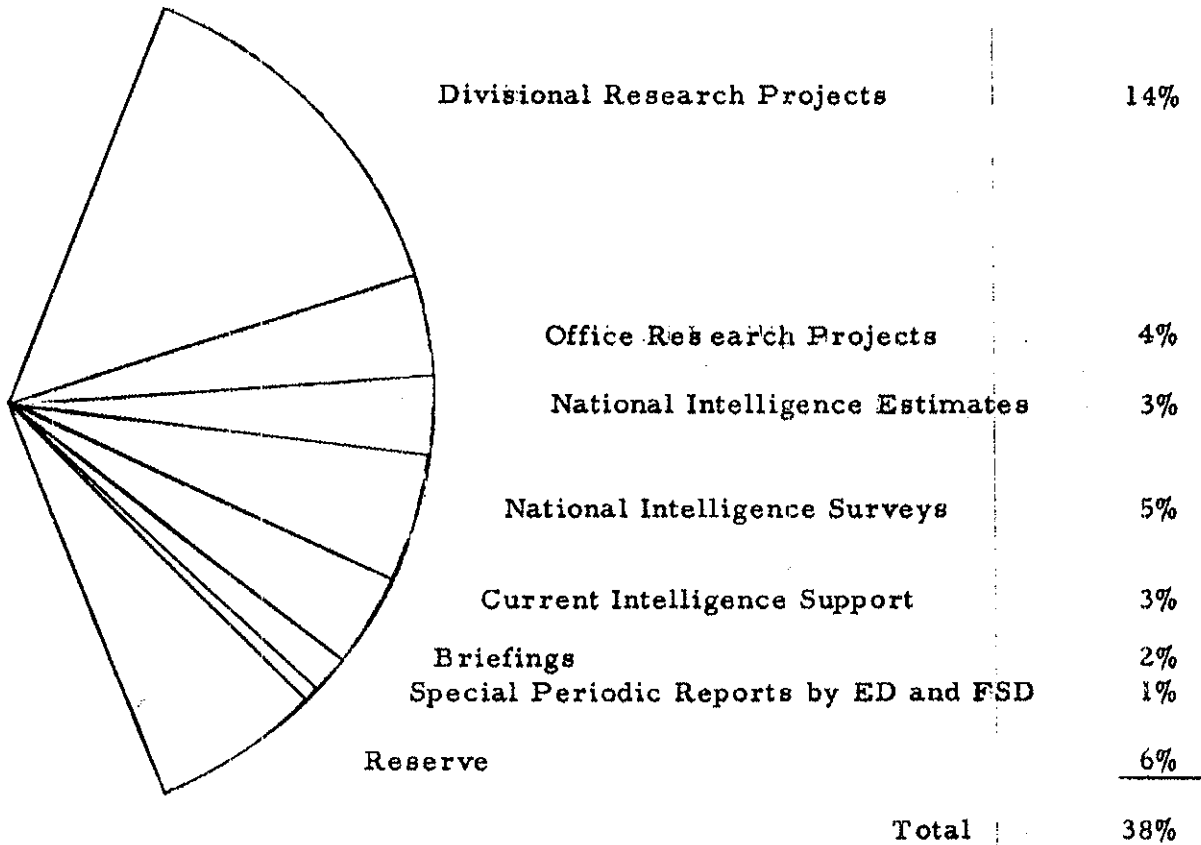 Divisional Research Projects 14%
Office Research Projects 4%
National Intelligence Estimates 3%
National Intelligence Surveys 5%
Current Intelligence Support 3%
Briefings 2%
Special Periodic Reports by ED and FSD 1%
Reserve 6%
Total 38%